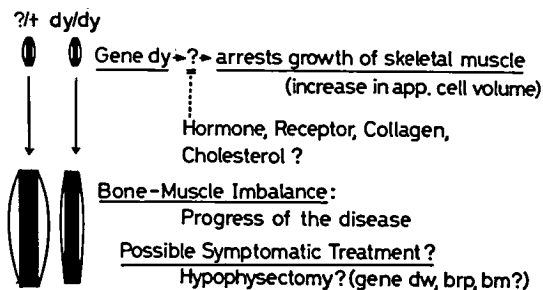 ?/+ dy/dy
Gene dy→?→arrests growth of skeletal muscle
(increase in app. cell volume)
Hormone, Receptor, Collagen,
Cholesterol ?
Bone-Muscle Imbalance:
Progress of the disease
Possible Symptomatic Treatment?
Hypophysectomy? (gene dw, brp, bm?)